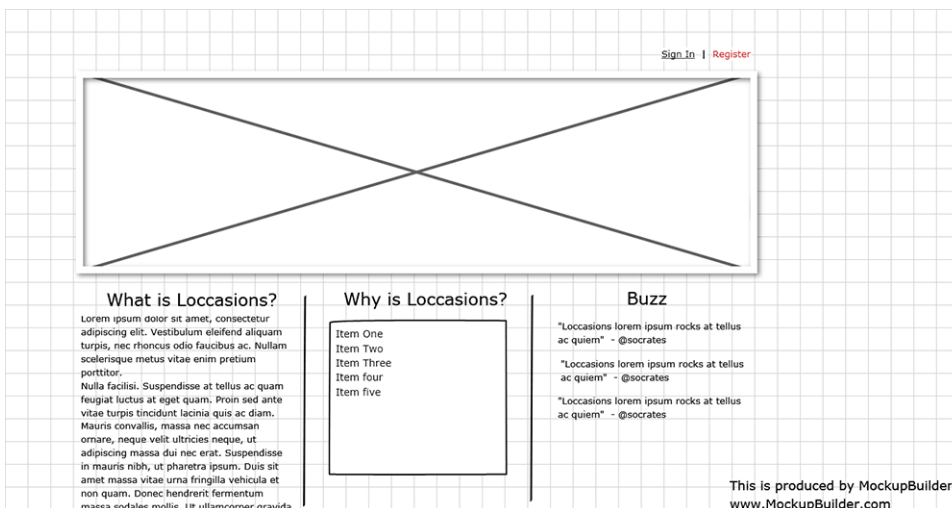 Sign In | Register
What is Loccasions?
Lorem ipsum dolor sit amet, consectetur
adipiscing elit. Vestibulum eleifend aliquam
turpis, nec rhoncus odio faucibus ac. Nullam
scelerisque metus vitae enim pretium
porttitor.
Nulla facilisi. Suspendisse at tellus ac quam
feugiat luctus at eget quam. Proin sed ante
vitae turpis tincidunt lacinia quis ac diam.
Mauris convallis, massa nec accumsan
ornare, neque velit ultricies neque, ut
adipiscing massa dui nec erat. Suspendisse
in mauris nibh, ut pharetra ipsum. Duis sit
amet massa vitae urna fringilla vehicula et
non quam. Donec hendrerit fermentum
massa sodales mollis. Ut ullamcorper gravida
Why is Loccasions?
Item One
Item Two
Item Three
Item four
Item five
Buzz
"Loccasions lorem ipsum rocks at tellus
ac quiem" - @socrates
"Loccasions lorem ipsum rocks at tellus
ac quiem" - @socrates
"Loccasions lorem ipsum rocks at tellus
ac quiem" - @socrates
This is produced by MockupBuilder
www.MockupBuilder.com